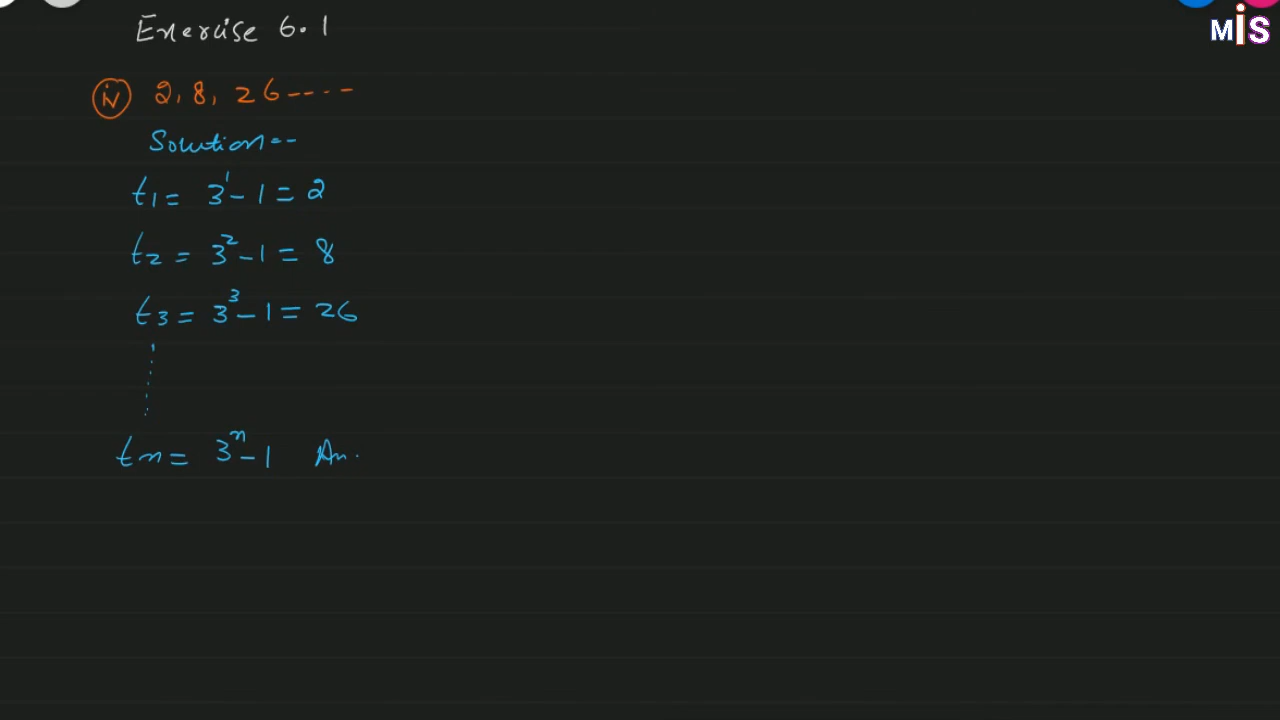 Exercise 6.1
MiS
iv 2, 8, 26 ----
Solution --
t₁ = 3¹ - 1 = 2
t₂ = 3² - 1 = 8
t₃ = 3³ - 1 = 26
tn = 3ⁿ - 1 An.